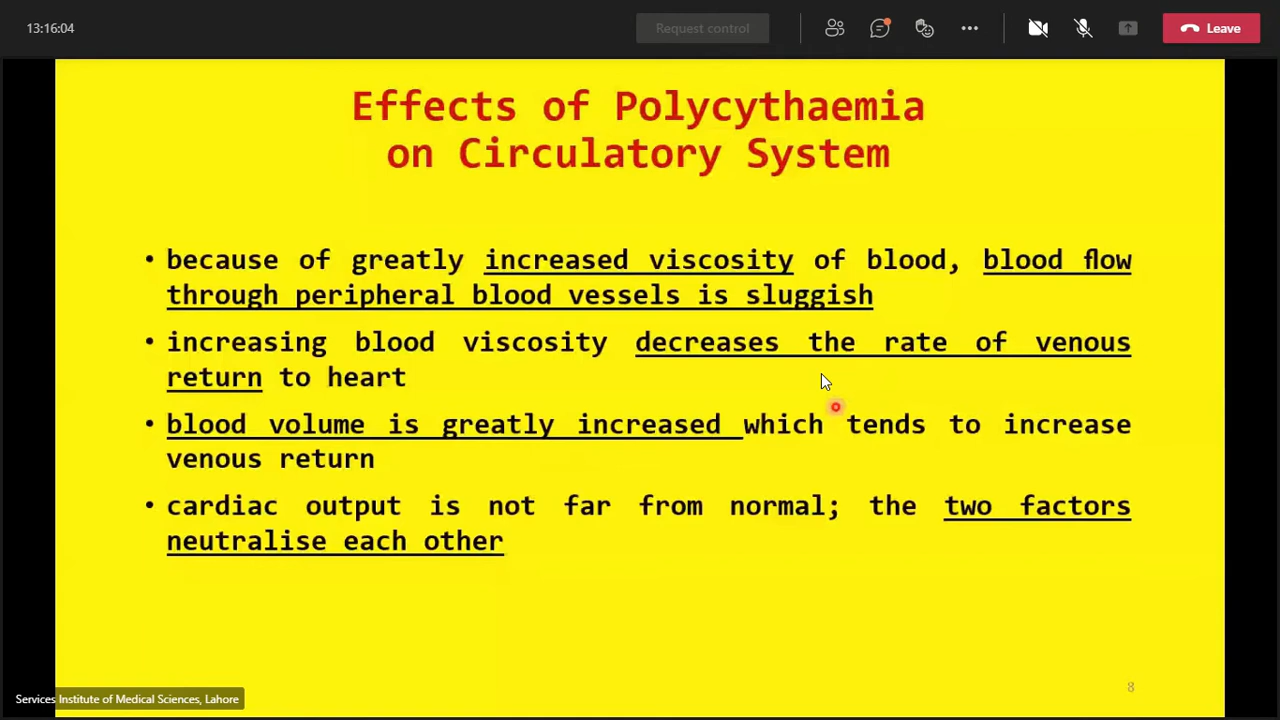 13:16:04
Request control
Leave
Effects of Polycythaemia
on Circulatory System
• because of greatly increased viscosity of blood, blood flow
through peripheral blood vessels is sluggish
• increasing blood viscosity decreases the rate of venous
return to heart
• blood volume is greatly increased which tends to increase
venous return
• cardiac output is not far from normal; the two factors
neutralise each other
8
Services Institute of Medical Sciences, Lahore